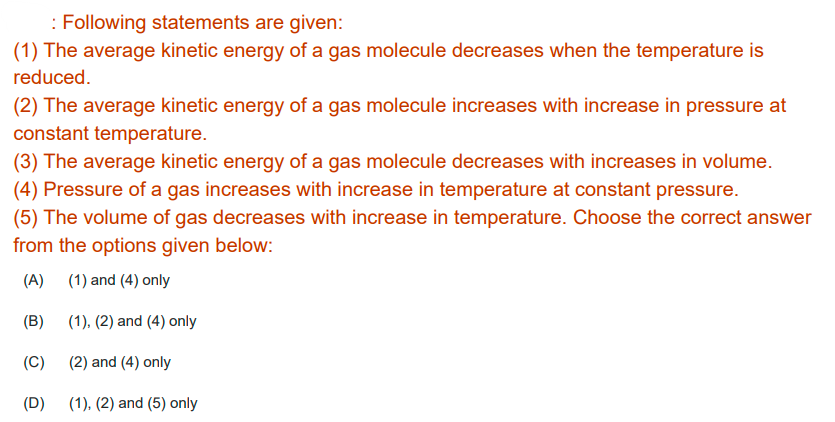 : Following statements are given:
(1) The average kinetic energy of a gas molecule decreases when the temperature is
reduced.
(2) The average kinetic energy of a gas molecule increases with increase in pressure at
constant temperature.
(3) The average kinetic energy of a gas molecule decreases with increases in volume.
(4) Pressure of a gas increases with increase in temperature at constant pressure.
(5) The volume of gas decreases with increase in temperature. Choose the correct answer
from the options given below:
(A) (1) and (4) only
(B) (1), (2) and (4) only
(C) (2) and (4) only
(D) (1), (2) and (5) only